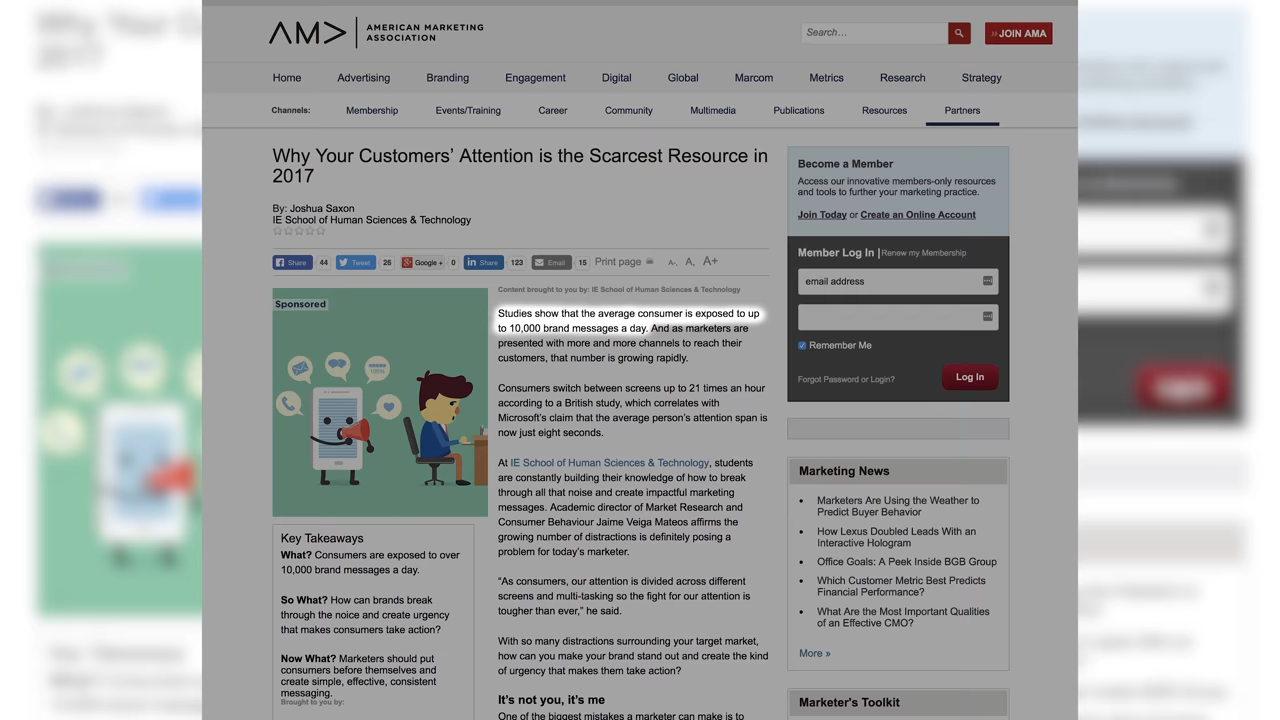 AMA
AMERICAN MARKETING
ASSOCIATION
Search...
» JOIN AMA
Home Advertising Branding Engagement Digital Global Marcom Metrics Research Strategy
Channels: Membership Events/Training Career Community Multimedia Publications Resources Partners
Why Your Customers’ Attention is the Scarcest Resource in
2017
By: Joshua Saxon
IE School of Human Sciences & Technology
Share 44 Tweet 26 Google + 0 Share 123 Email 15 Print page A-, A, A+
Sponsored
100%
Key Takeaways
What? Consumers are exposed to over
10,000 brand messages a day.
So What? How can brands break
through the noice and create urgency
that makes consumers take action?
Now What? Marketers should put
consumers before themselves and
create simple, effective, consistent
messaging.
Brought to you by:
Content brought to you by: IE School of Human Sciences & Technology
Studies show that the average consumer is exposed to up
to 10,000 brand messages a day. And as marketers are
presented with more and more channels to reach their
customers, that number is growing rapidly.
Consumers switch between screens up to 21 times an hour
according to a British study, which correlates with
Microsoft’s claim that the average person’s attention span is
now just eight seconds.
At IE School of Human Sciences & Technology, students
are constantly building their knowledge of how to break
through all that noise and create impactful marketing
messages. Academic director of Market Research and
Consumer Behaviour Jaime Veiga Mateos affirms the
growing number of distractions is definitely posing a
problem for today’s marketer.
“As consumers, our attention is divided across different
screens and multi-tasking so the fight for our attention is
tougher than ever,” he said.
With so many distractions surrounding your target market,
how can you make your brand stand out and create the kind
of urgency that makes them take action?
It’s not you, it’s me
One of the biggest mistakes a marketer can make is to
Become a Member
Access our innovative members-only resources
and tools to further your marketing practice.
Join Today or Create an Online Account
Member Log In | Renew my Membership
email address
Remember Me
Forgot Password or Login?
Log In
Marketing News
• Marketers Are Using the Weather to
Predict Buyer Behavior
• How Lexus Doubled Leads With an
Interactive Hologram
• Office Goals: A Peek Inside BGB Group
• Which Customer Metric Best Predicts
Financial Performance?
• What Are the Most Important Qualities
of an Effective CMO?
More »
Marketer's Toolkit